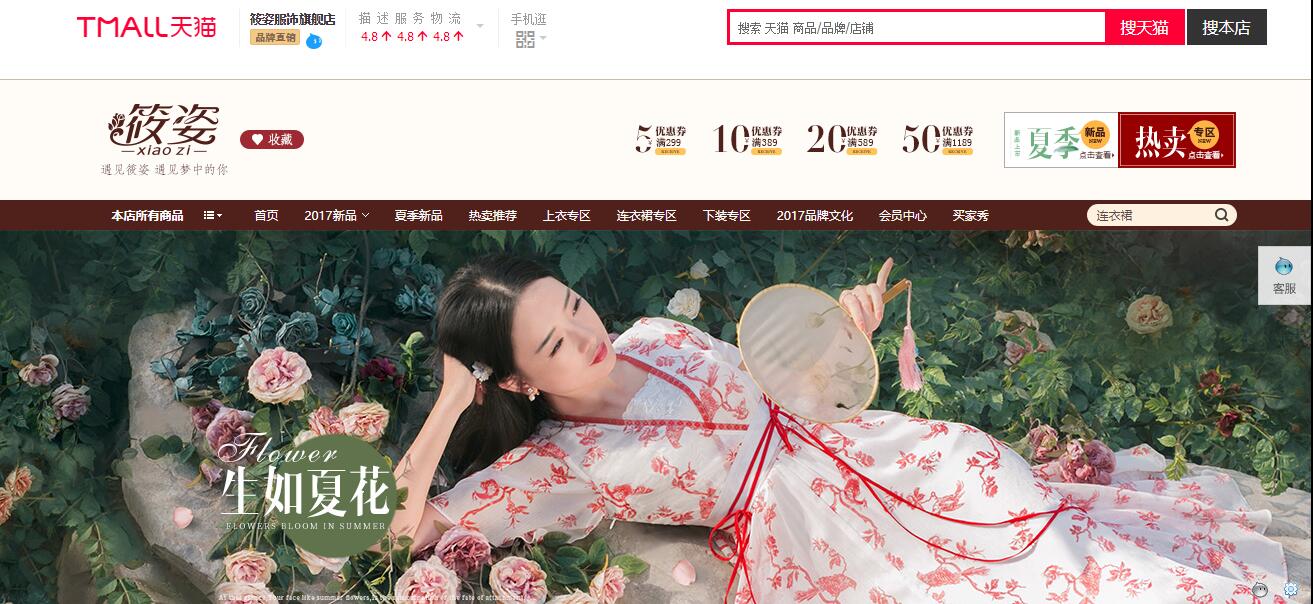 TMALL天猫
筱姿服饰旗舰店
品牌直销
描 述 服 务 物 流
4.8 4.8 4.8
手机逛
搜索 天猫 商品/品牌/店铺
搜天猫
搜本店
筱姿
xiao zi
遇见筱姿 遇见梦中的你
收藏
5 优惠券 满299
RECEIVE
10 优惠券 满389
RECEIVE
20 优惠券 满589
RECEIVE
50 优惠券 满1189
RECEIVE
新品上市
夏季
新品
NEW
点击查看
热卖
专区
NEW
点击查看
本店所有商品
首页
2017新品
夏季新品
热卖推荐
上衣专区
连衣裙专区
下装专区
2017品牌文化
会员中心
买家秀
连衣裙
客服
Flower
生如夏花
FLOWERS BLOOM IN SUMMER